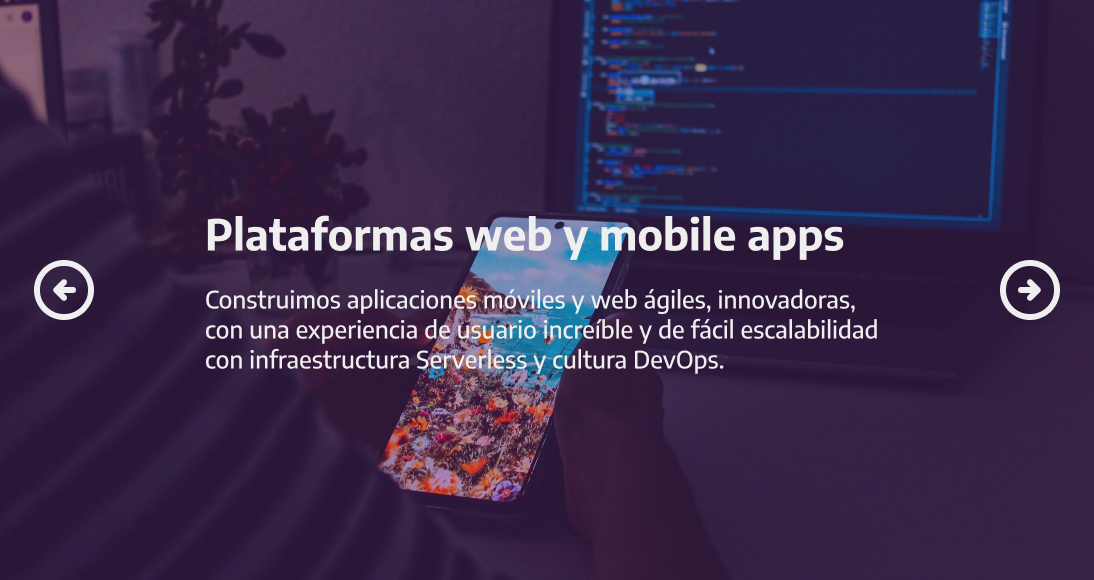 Plataformas web y mobile apps
Construimos aplicaciones móviles y web ágiles, innovadoras,
con una experiencia de usuario increíble y de fácil escalabilidad
con infraestructura Serverless y cultura DevOps.